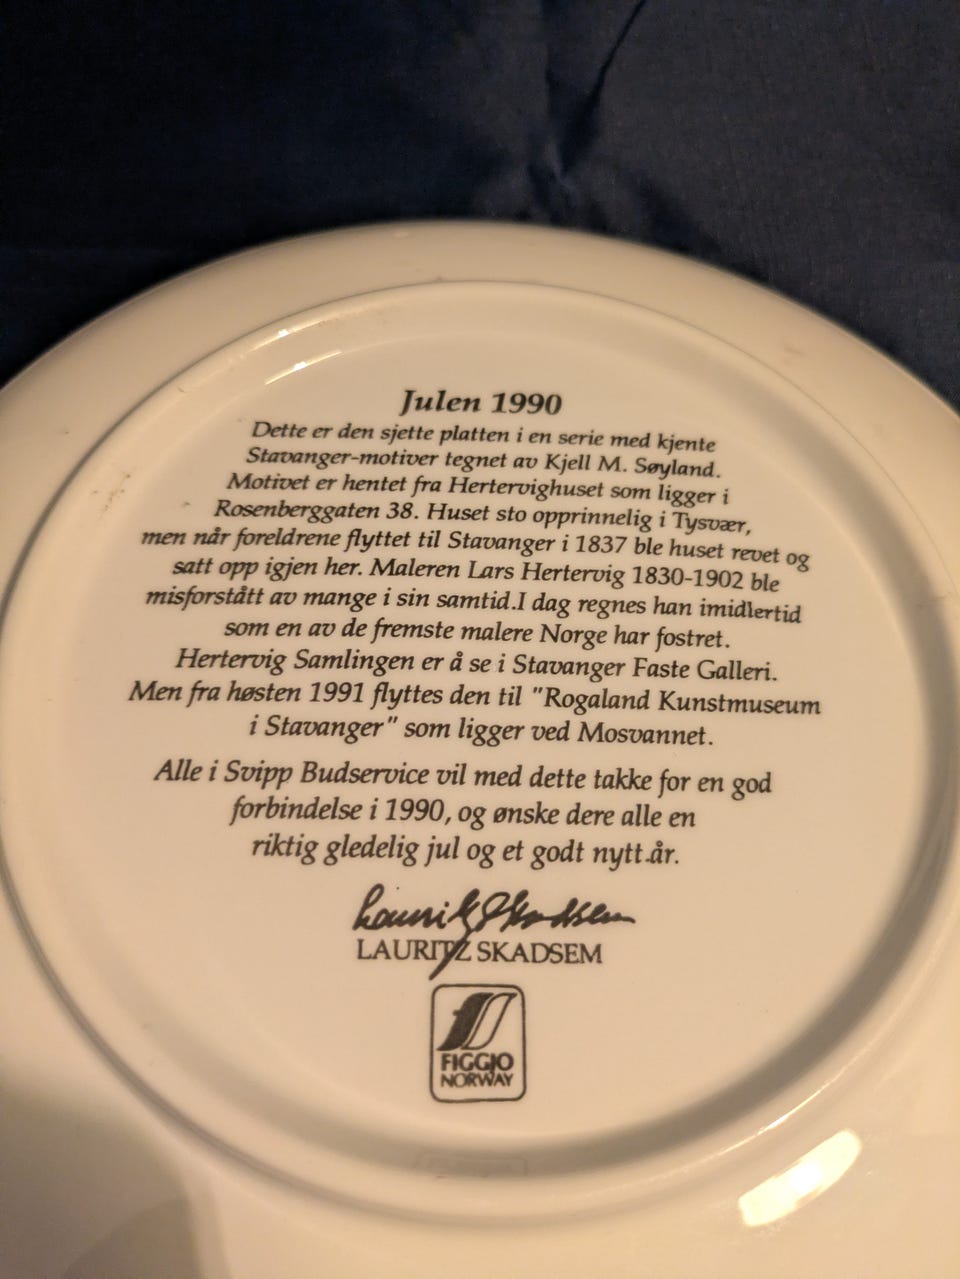 Julen 1990
Dette er den sjette platten i en serie med kjente
Stavanger-motiver tegnet av Kjell M. Søyland.
Motivet er hentet fra Hertervighuset som ligger i
Rosenberggaten 38. Huset sto opprinnelig i Tysvær,
men når foreldrene flyttet til Stavanger i 1837 ble huset revet og
satt opp igjen her. Maleren Lars Hertervig 1830-1902 ble
misforstått av mange i sin samtid.I dag regnes han imidlertid
som en av de fremste malere Norge har fostret.
Hertervig Samlingen er å se i Stavanger Faste Galleri.
Men fra høsten 1991 flyttes den til "Rogaland Kunstmuseum
i Stavanger" som ligger ved Mosvannet.
Alle i Svipp Budservice vil med dette takke for en god
forbindelse i 1990, og ønske dere alle en
riktig gledelig jul og et godt nytt.år.
Lauritz Skadsem
LAURITZ SKADSEM
FIGGJO
NORWAY